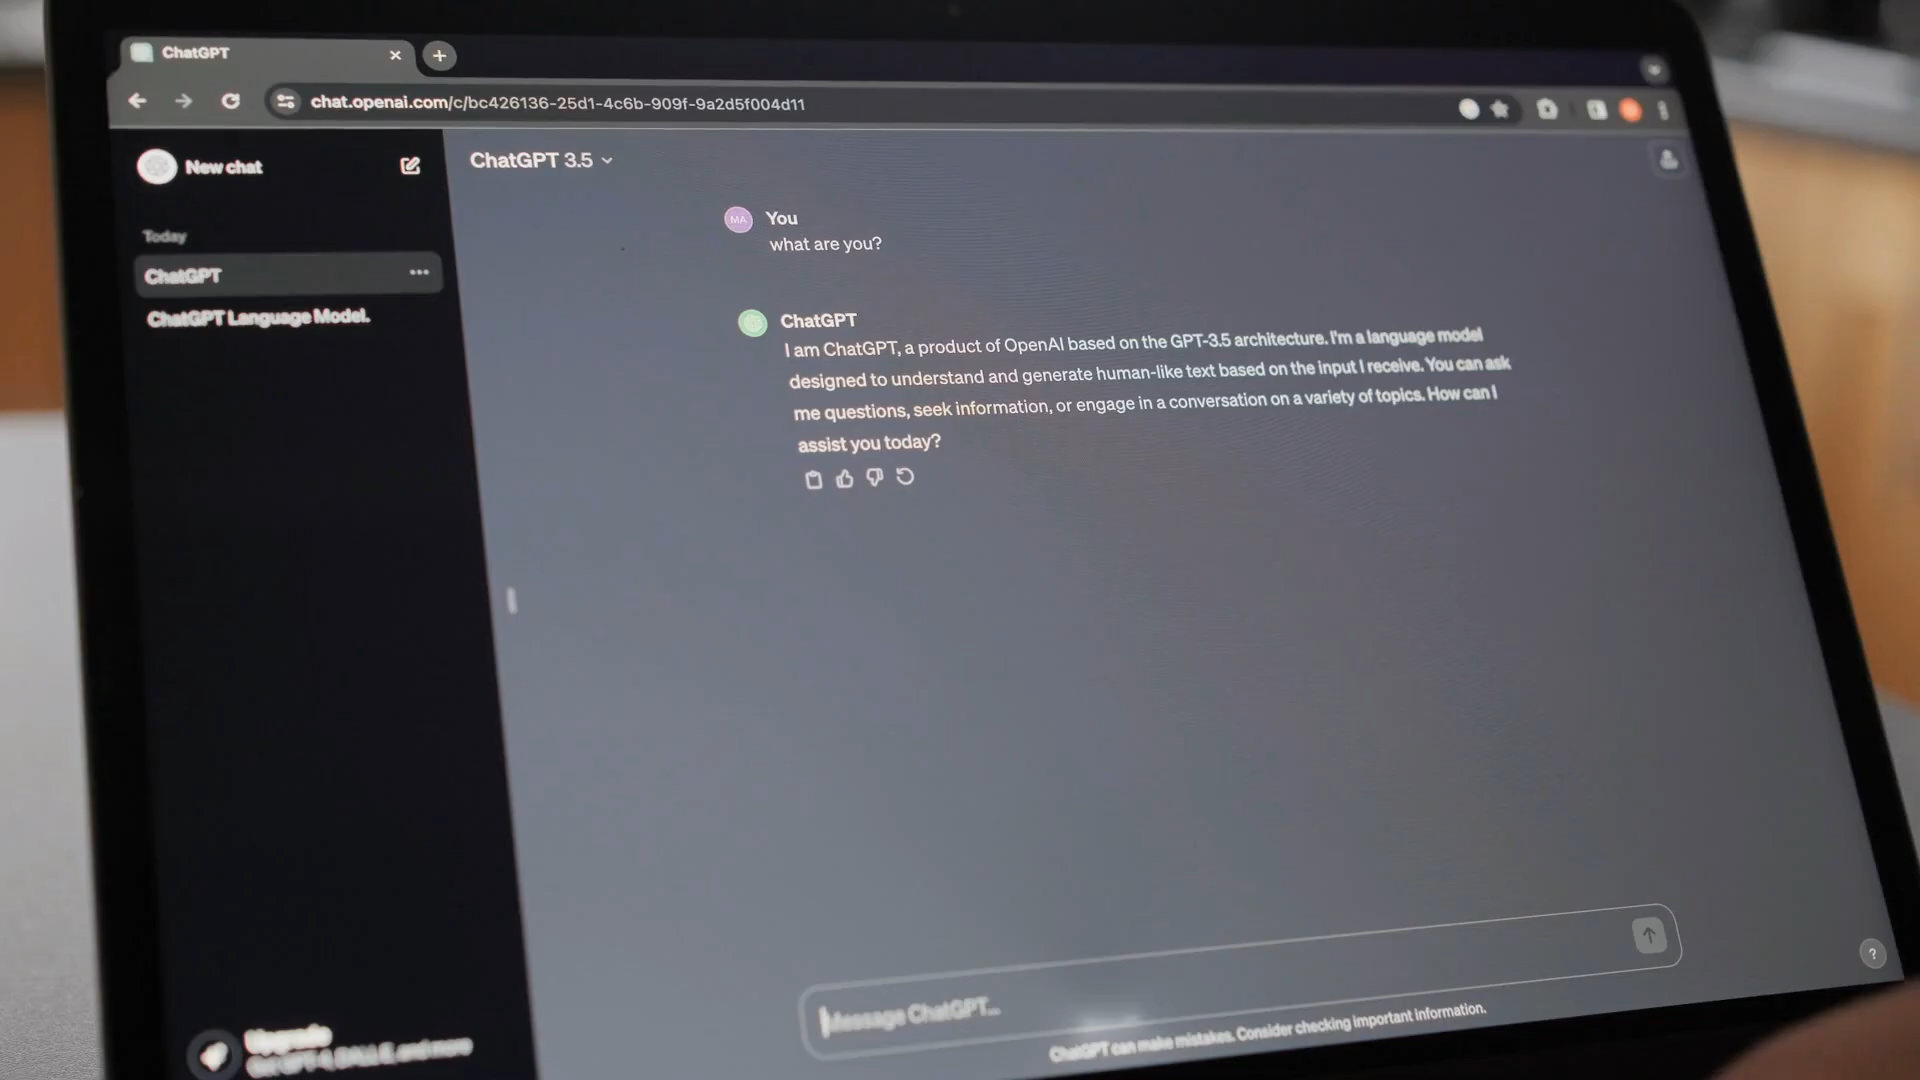 ChatGPT
chat.openai.com/c/bc426136-25d1-4c6b-909f-9a2d5f004d11
New chat
Today
ChatGPT
ChatGPT Language Model.
ChatGPT 3.5
MA
You
what are you?
ChatGPT
I am ChatGPT, a product of OpenAI based on the GPT-3.5 architecture. I'm a language model
designed to understand and generate human-like text based on the input I receive. You can ask
me questions, seek information, or engage in a conversation on a variety of topics. How can I
assist you today?
Message ChatGPT...
?
ChatGPT can make mistakes. Consider checking important information.
Upgrade
and more